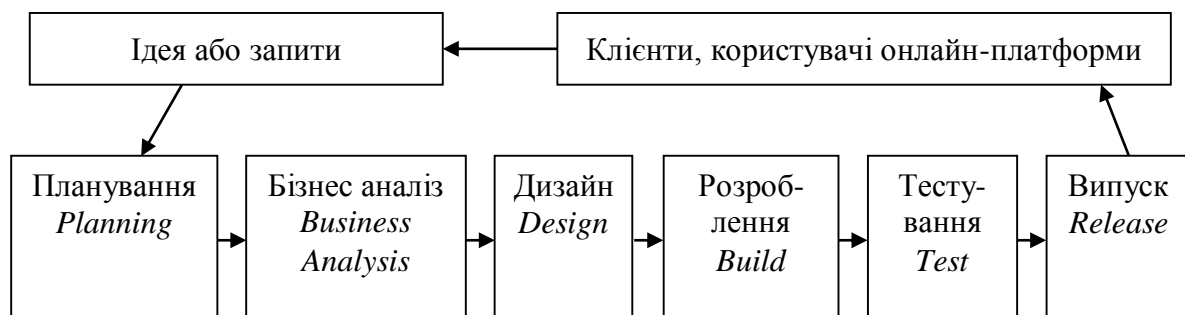 Ідея або запити
Клієнти, користувачі онлайн-платформи
Планування
Planning
Бізнес аналіз
Business
Analysis
Дизайн
Design
Розроб-
лення
Build
Тесту-
вання
Test
Випуск
Release